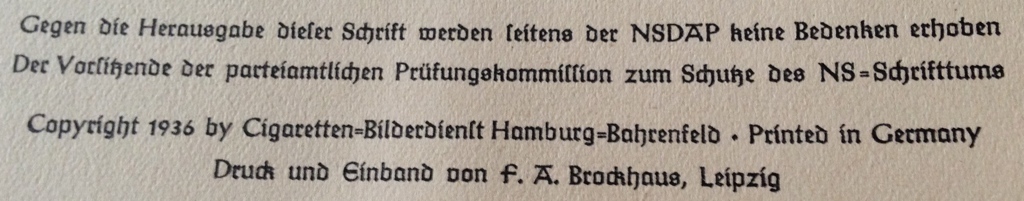 Gegen die Herausgabe dieser Schrift werden seitens der NSDAP keine Bedenken erhoben
Der Vorsitzende der parteiamtlichen Prüfungskommission zum Schutze des NS=Schrifttums
Copyright 1936 by Cigaretten=Bilderdienst Hamburg=Bahrenfeld • Printed in Germany
Druck und Einband von F. A. Brockhaus, Leipzig